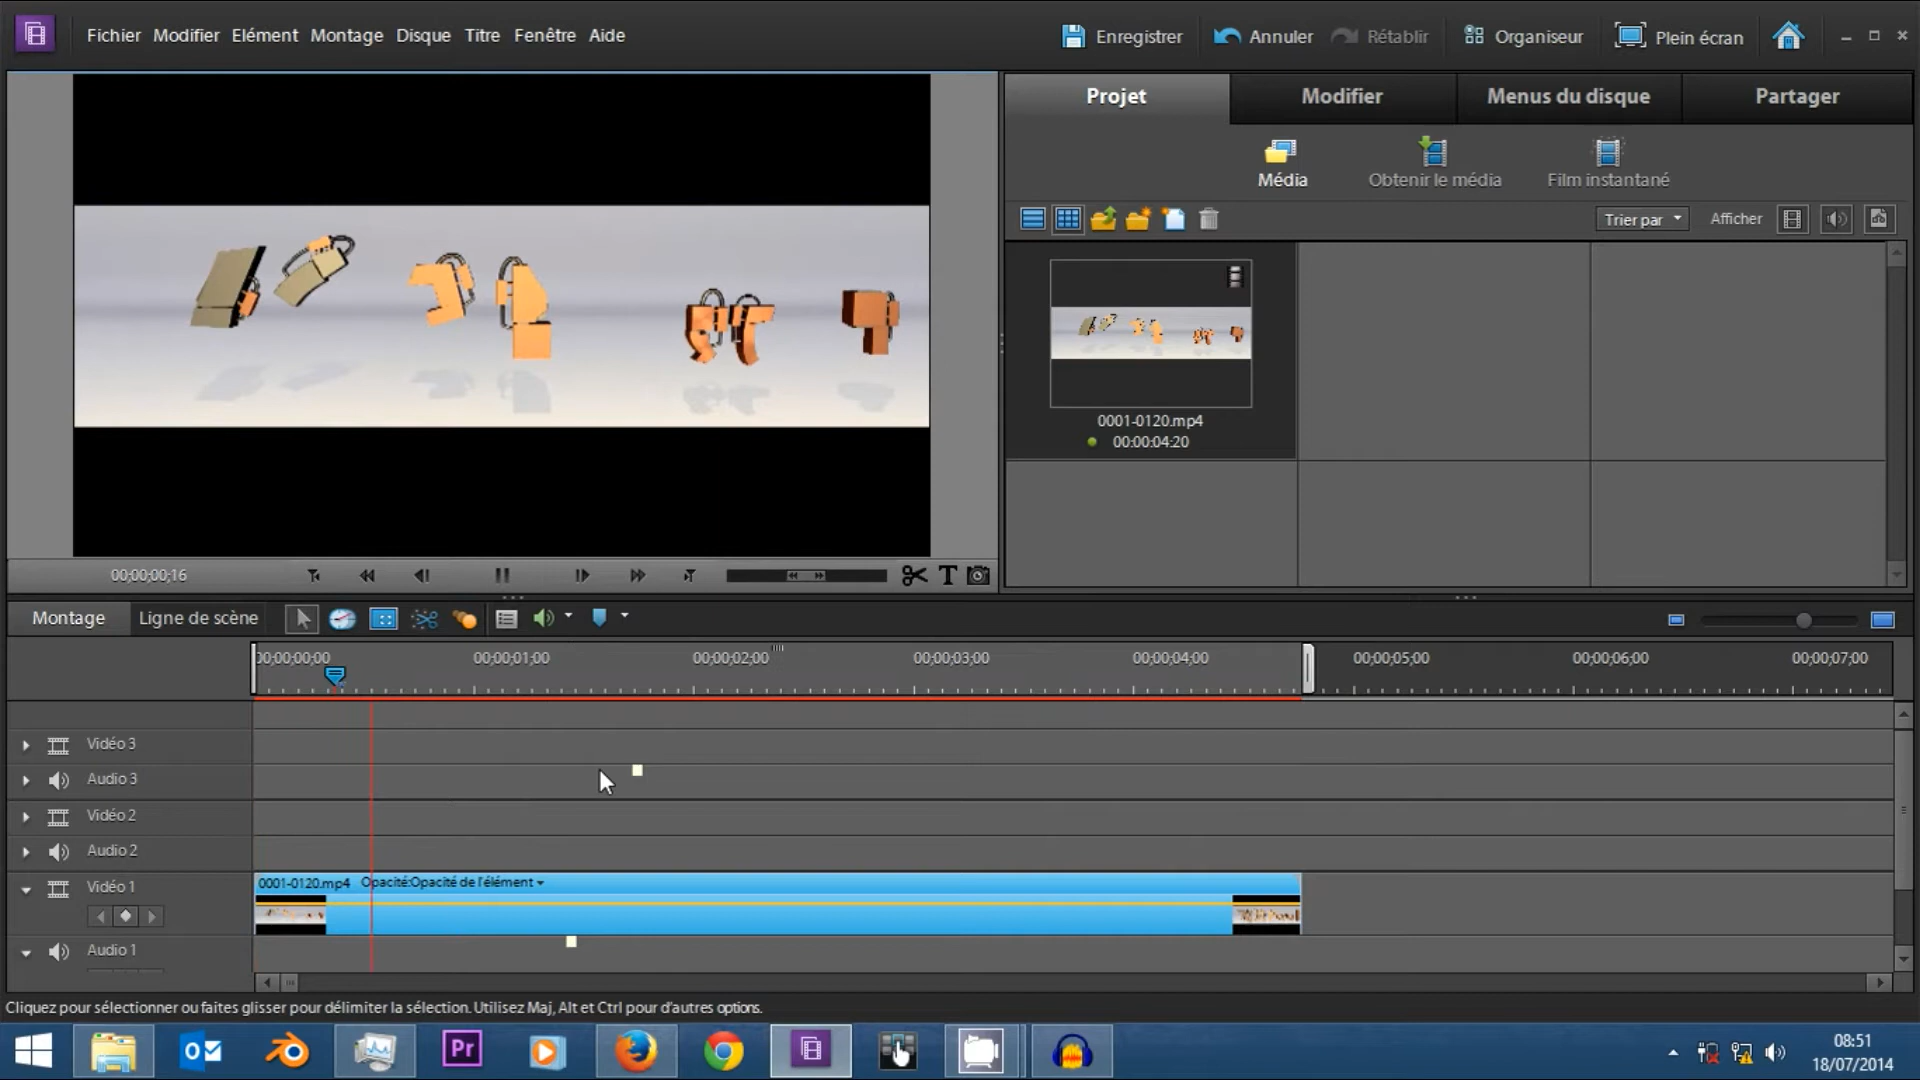 Fichier Modifier Elément Montage Disque Titre Fenêtre Aide
Enregistrer Annuler Rétablir Organiseur Plein écran
Projet Modifier Menus du disque Partager
Média Obtenir le média Film instantané
Trier par Afficher
0001-0120.mp4
00:00:04:20
00;00;00;16
Montage Ligne de scène
00;00;00;00 00;00;01;00 00;00;02;00 00;00;03;00 00;00;04;00 00;00;05;00 00;00;06;00 00;00;07;00
Vidéo 3
Audio 3
Vidéo 2
Audio 2
Vidéo 1
0001-0120.mp4 Opacité:Opacité de l'élément
Audio 1
Cliquez pour sélectionner ou faites glisser pour délimiter la sélection. Utilisez Maj, Alt et Ctrl pour d'autres options.
Pr
08:51
18/07/2014